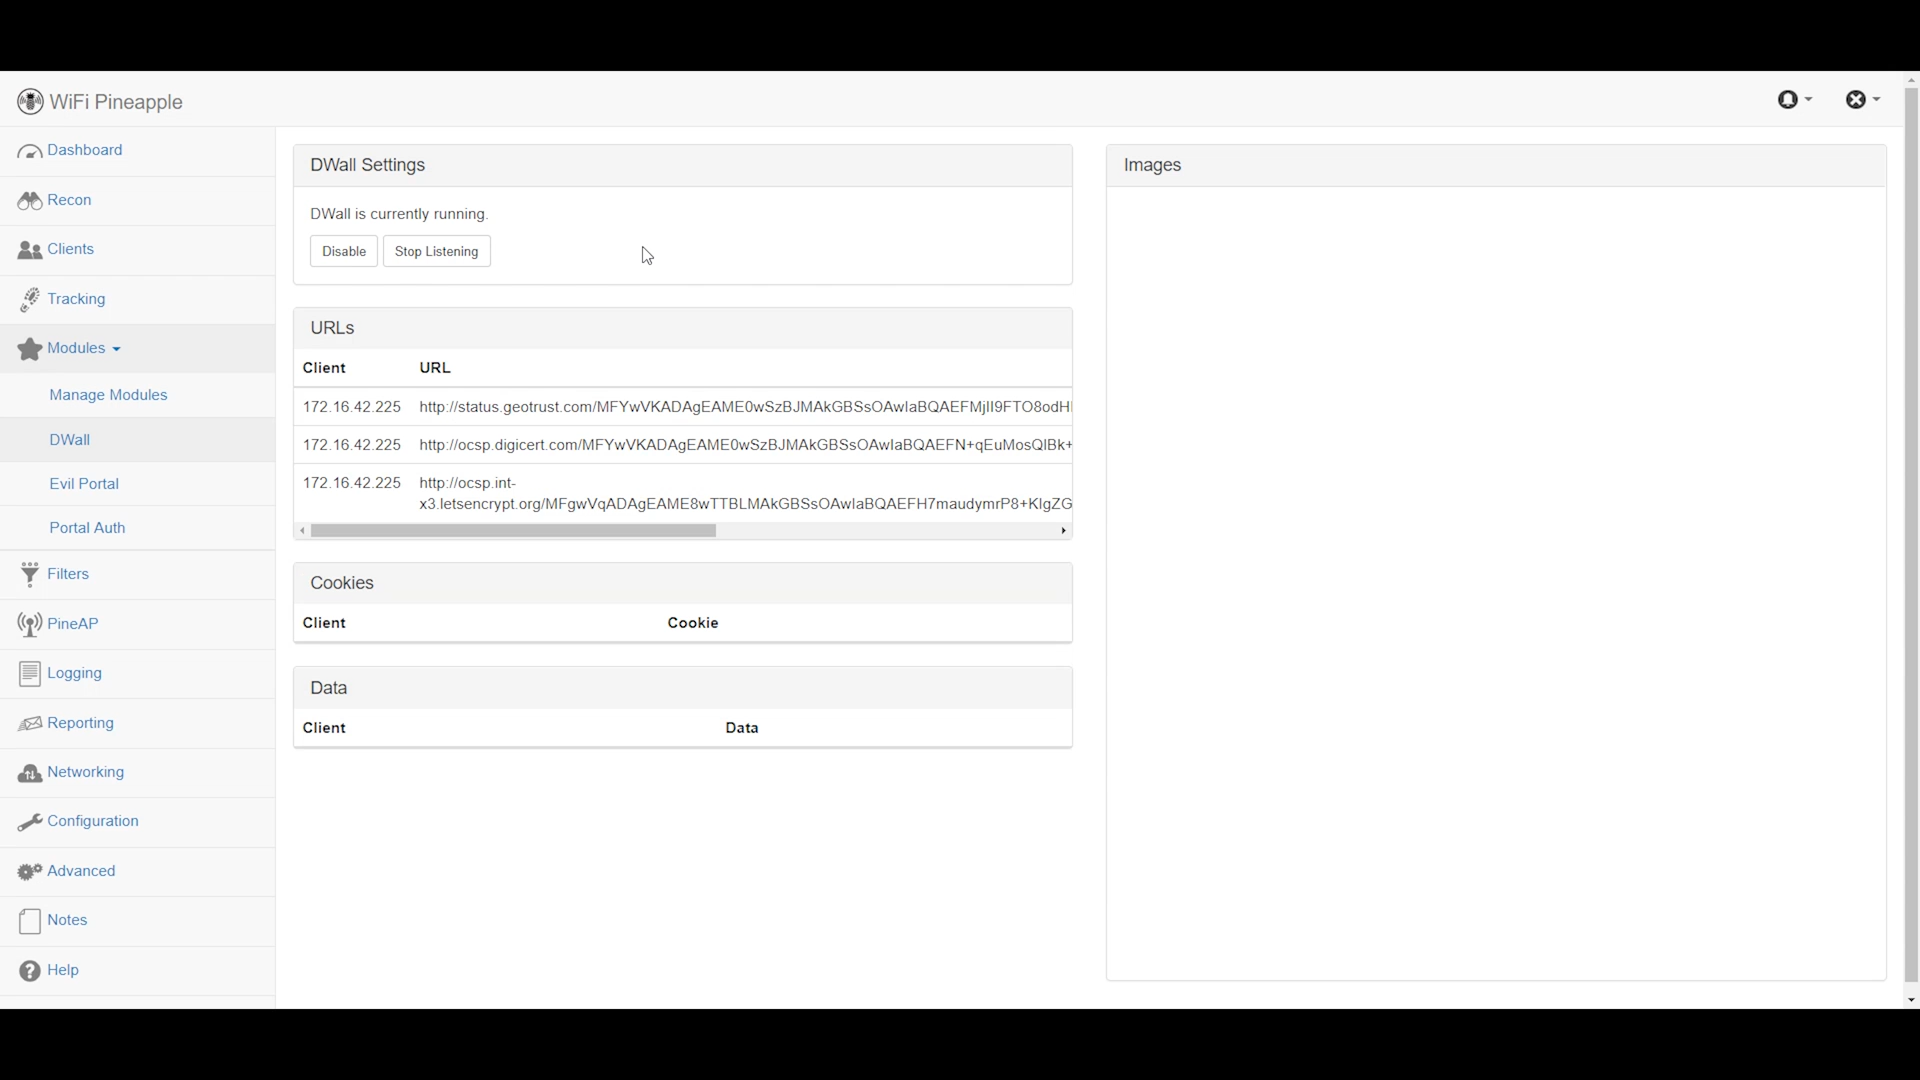 WiFi Pineapple
Dashboard
Recon
Clients
Tracking
Modules
Manage Modules
DWall
Evil Portal
Portal Auth
Filters
PineAP
Logging
Reporting
Networking
Configuration
Advanced
Notes
Help
DWall Settings
DWall is currently running.
Disable Stop Listening
URLs
Client URL
172.16.42.225 http://status.geotrust.com/MFYwVKADAgEAME0wSzBJMAkGBSsOAwIaBQAEFMjII9FTO8odH
172.16.42.225 http://ocsp.digicert.com/MFYwVKADAgEAME0wSzBJMAkGBSsOAwIaBQAEFN+qEuMosQIBk+
172.16.42.225 http://ocsp.int-
x3.letsencrypt.org/MFgwVqADAgEAME8wTTBLMAkGBSsOAwIaBQAEFH7maudymrP8+KIgZG
Cookies
Client Cookie
Data
Client Data
Images